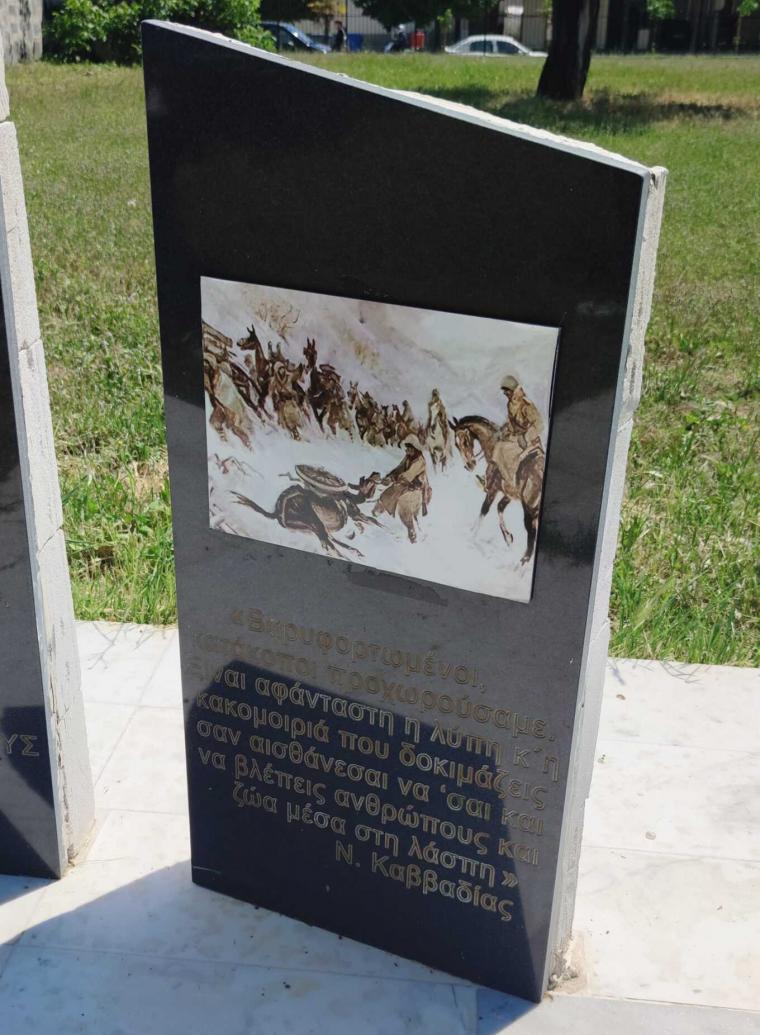 «Βαρυφορτωμένοι,
κατάκοποι προχωρούσαμε.
Είναι αφάνταστη η λύπη κ΄η
κακομοιριά που δοκιμάζεις
σαν αισθάνεσαι να ‘σαι και
να βλέπεις ανθρώπους και
ζώα μέσα στη λάσπη»
Ν. Καββαδίας
ΥΣ